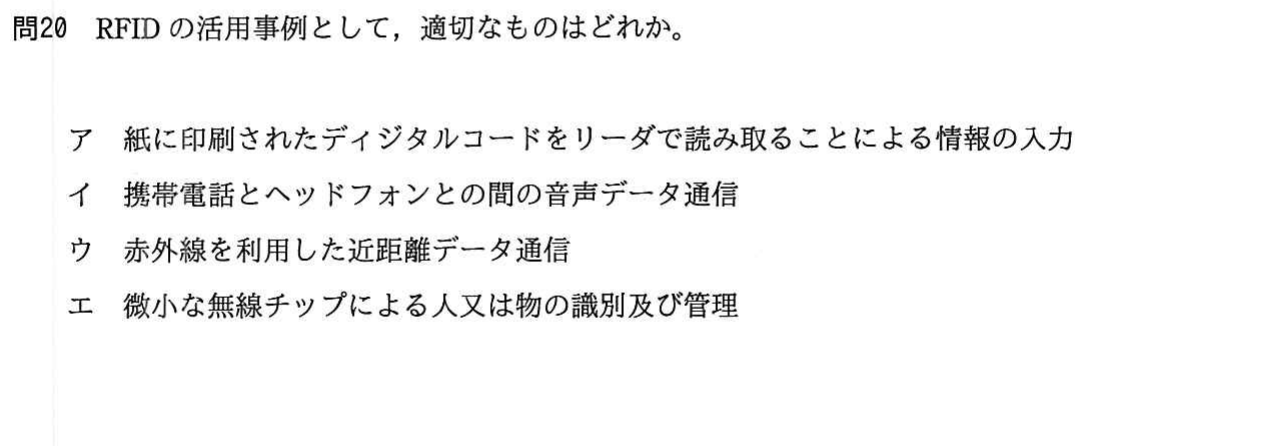 問20　RFID の活用事例として，適切なものはどれか。
ア　紙に印刷されたディジタルコードをリーダで読み取ることによる情報の入力
イ　携帯電話とヘッドフォンとの間の音声データ通信
ウ　赤外線を利用した近距離データ通信
エ　微小な無線チップによる人又は物の識別及び管理